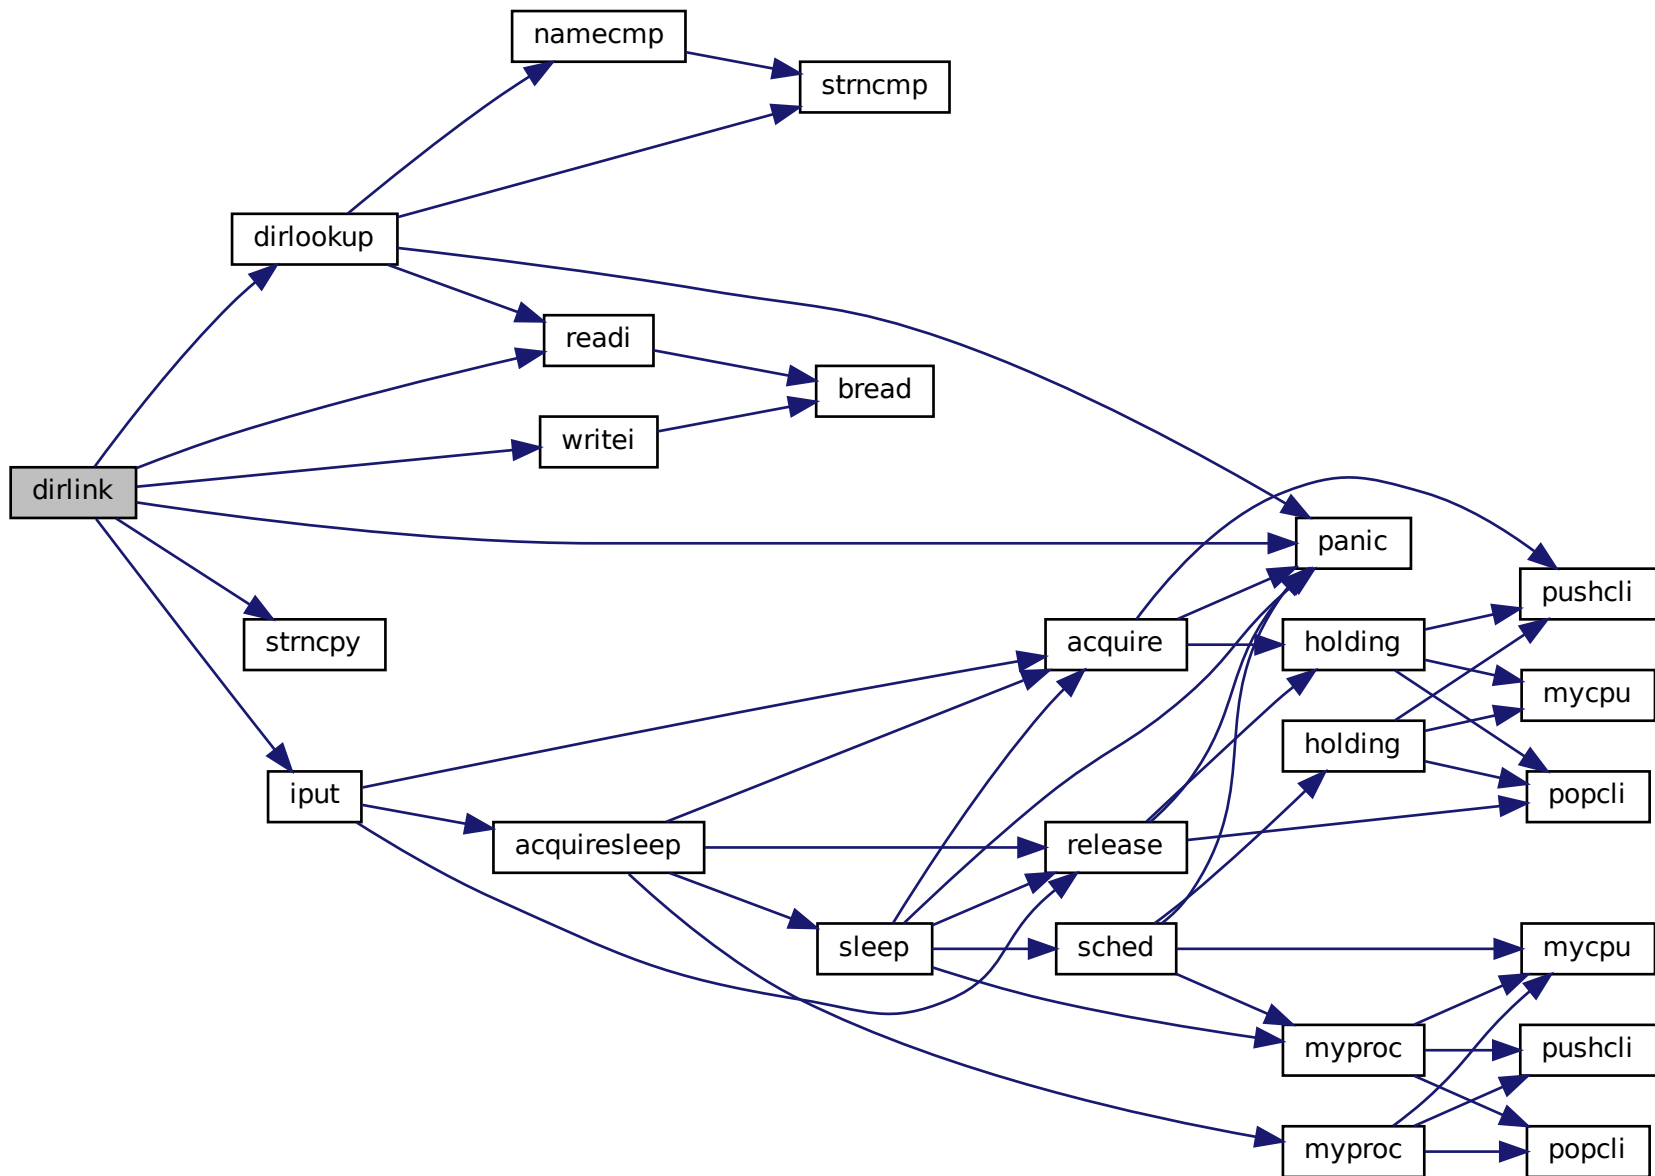 namecmp
strncmp
dirlookup
readi
bread
writei
dirlink
panic
pushcli
strncpy
acquire
holding
mycpu
holding
iput
popcli
acquiresleep
release
sleep
sched
mycpu
myproc
pushcli
myproc
popcli